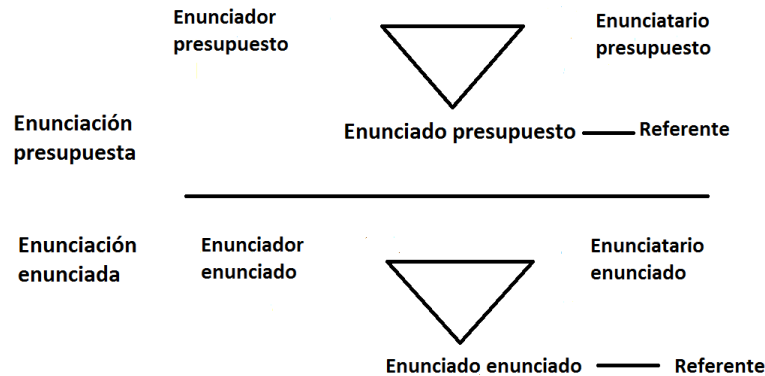 Enunciador
presupuesto
Enunciatario
presupuesto
Enunciación
presupuesta
Enunciado presupuesto
Referente
Enunciación
enunciada
Enunciador
enunciado
Enunciatario
enunciado
Enunciado enunciado
Referente